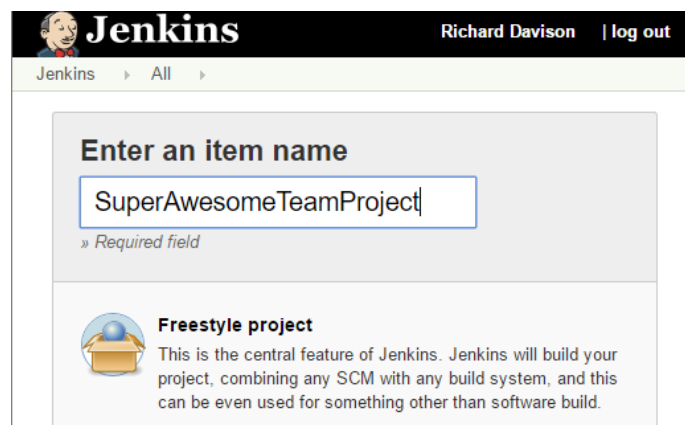 Jenkins
Richard Davison | log out
Jenkins All
Enter an item name
SuperAwesomeTeamProject
» Required field
Freestyle project
This is the central feature of Jenkins. Jenkins will build your
project, combining any SCM with any build system, and this
can be even used for something other than software build.